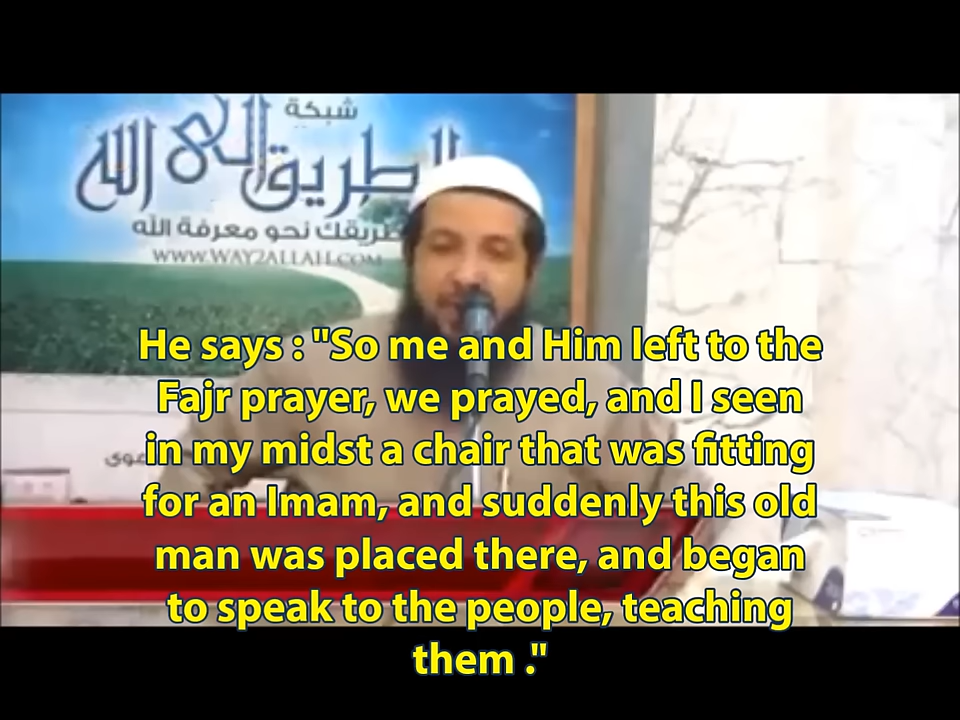 شبكة
الطريق إلى الله
طريقك نحو معرفة الله
WWW.WAY2ALLAH.COM
He says : "So me and Him left to the
Fajr prayer, we prayed, and I seen
in my midst a chair that was fitting
for an Imam, and suddenly this old
man was placed there, and began
to speak to the people, teaching
them ."